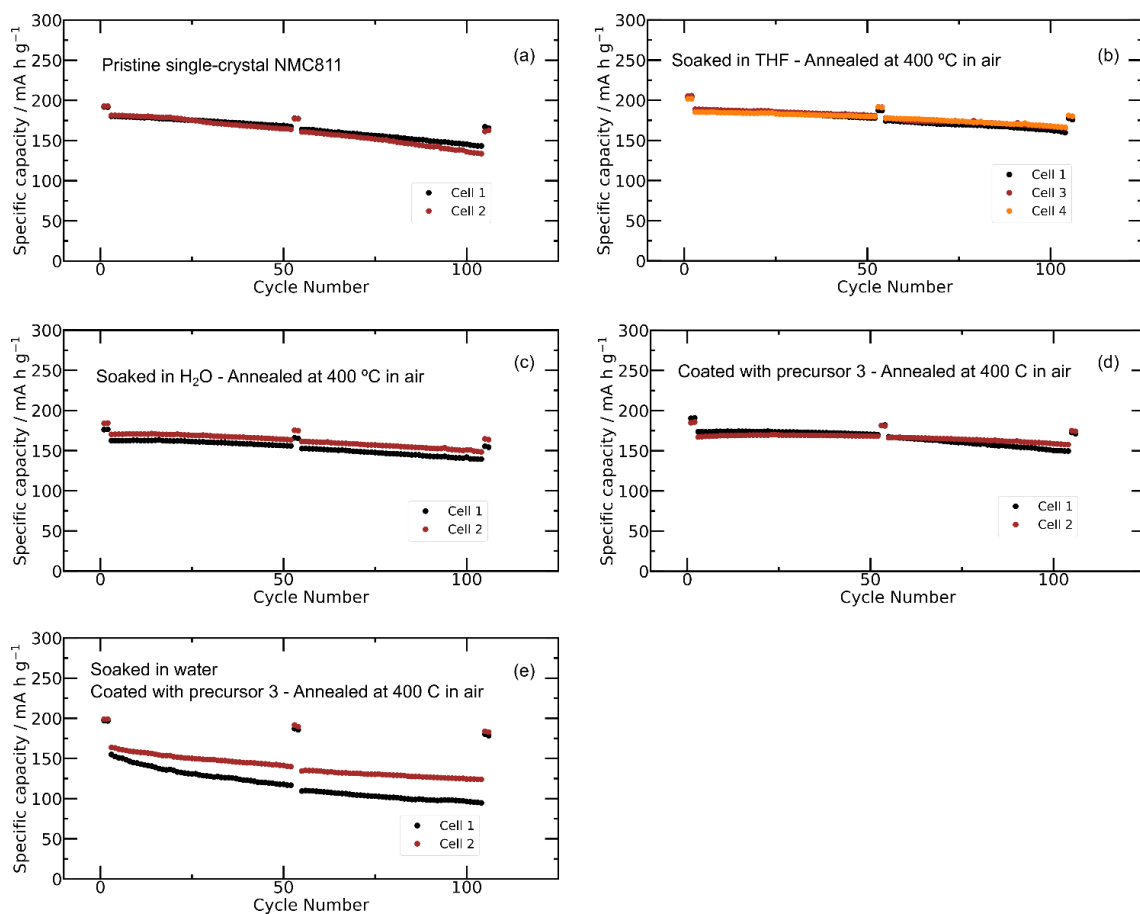 300
250
200
150
100
50
0
Specific capacity / mA h g⁻¹
(a)
Pristine single-crystal NMC811
Cell 1
Cell 2
0 50 100
Cycle Number
300
250
200
150
100
50
0
Specific capacity / mA h g⁻¹
(b)
Soaked in THF - Annealed at 400 ºC in air
Cell 1
Cell 3
Cell 4
0 50 100
Cycle Number
300
250
200
150
100
50
0
Specific capacity / mA h g⁻¹
(c)
Soaked in H₂O - Annealed at 400 ºC in air
Cell 1
Cell 2
0 50 100
Cycle Number
300
250
200
150
100
50
0
Specific capacity / mA h g⁻¹
(d)
Coated with precursor 3 - Annealed at 400 C in air
Cell 1
Cell 2
0 50 100
Cycle Number
300
250
200
150
100
50
0
Specific capacity / mA h g⁻¹
(e)
Soaked in water
Coated with precursor 3 - Annealed at 400 C in air
Cell 1
Cell 2
0 50 100
Cycle Number